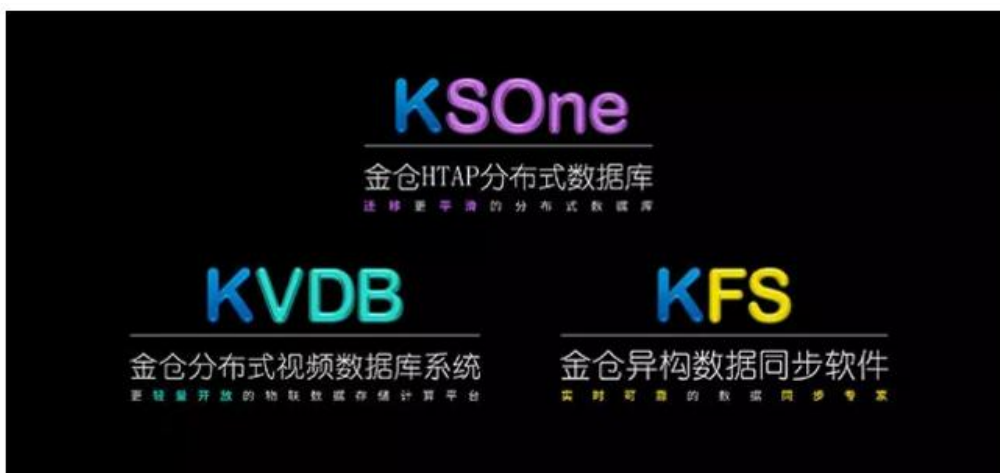 KSOne
金仓HTAP分布式数据库
迁移更平滑的分布式数据库
KVDB
金仓分布式视频数据库系统
更轻量开放的物联数据存储计算平台
KFS
金仓异构数据同步软件
实时可靠的数据同步专家